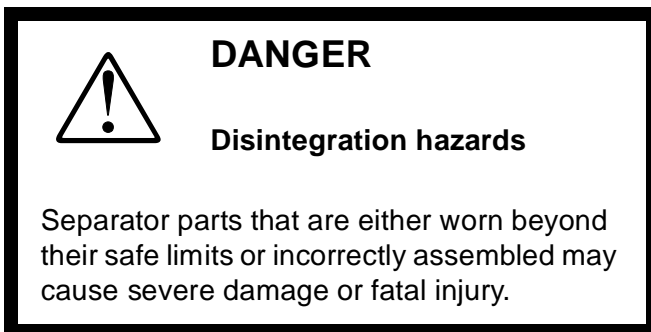 DANGER
Disintegration hazards
Separator parts that are either worn beyond
their safe limits or incorrectly assembled may
cause severe damage or fatal injury.